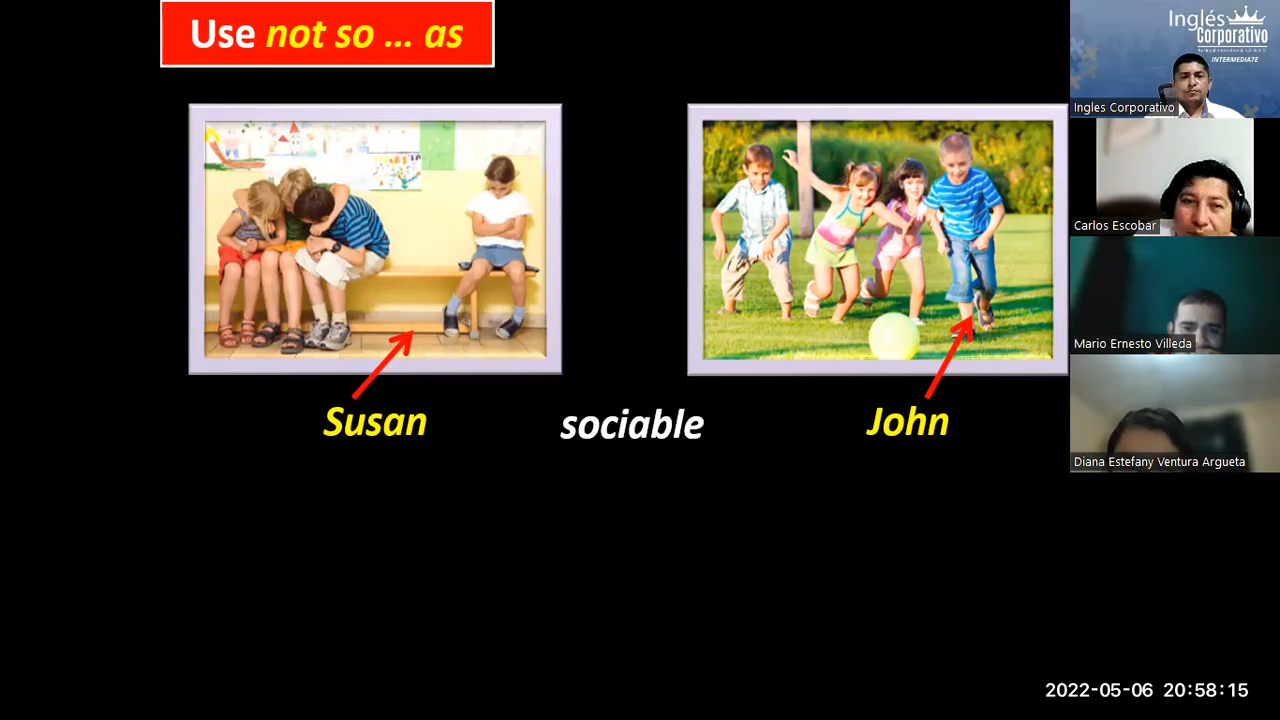 Use not so ... as
Susan
sociable
John
Inglés
Corporativo
INTERMEDIATE
Ingles Corporativo
Carlos Escobar
Mario Ernesto Villeda
Diana Estefany Ventura Argueta
2022-05-06 20:58:15